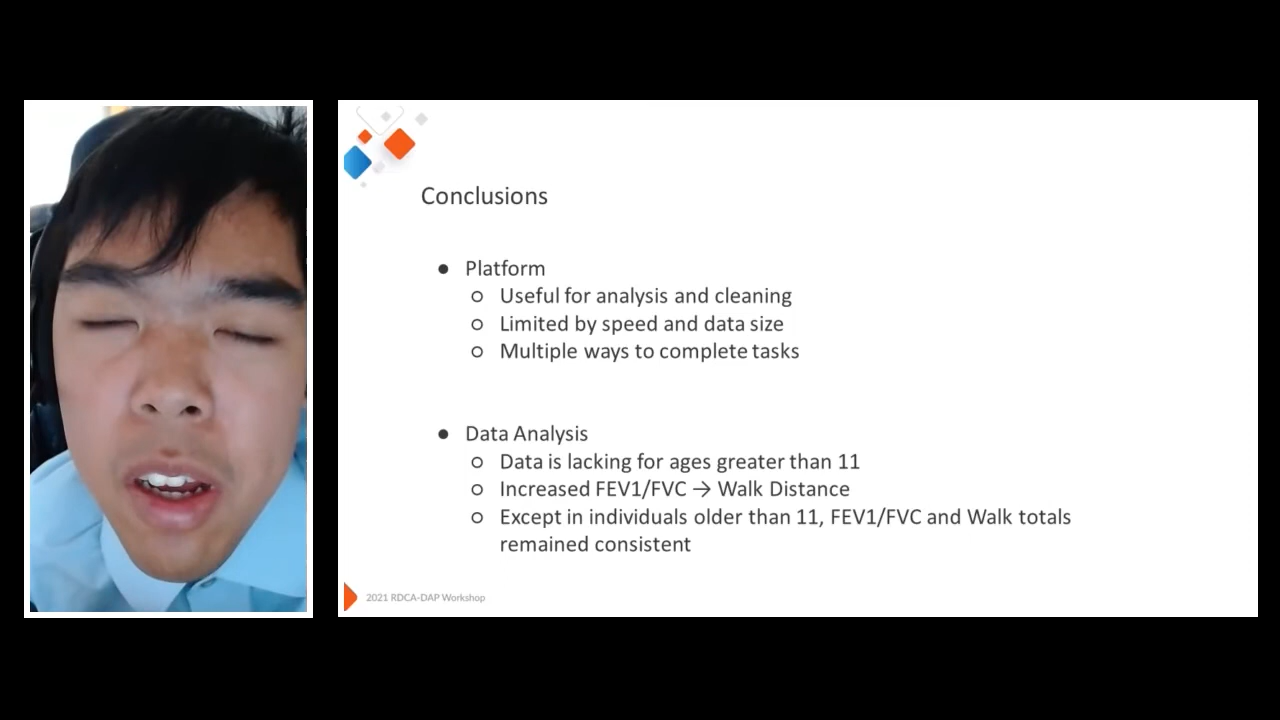 Conclusions
● Platform
○ Useful for analysis and cleaning
○ Limited by speed and data size
○ Multiple ways to complete tasks
● Data Analysis
○ Data is lacking for ages greater than 11
○ Increased FEV1/FVC → Walk Distance
○ Except in individuals older than 11, FEV1/FVC and Walk totals
remained consistent
2021 RDCA-DAP Workshop